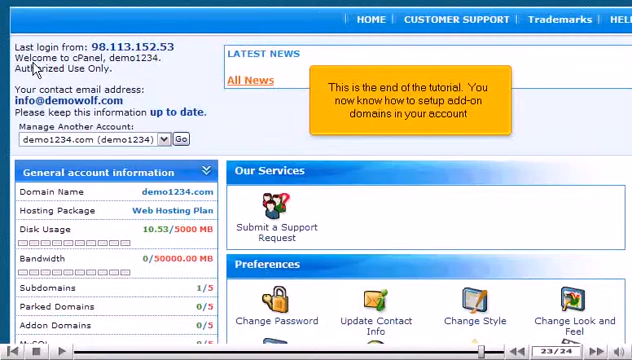 HOME
CUSTOMER SUPPORT
Trademarks
HEL
Last login from: 98.113.152.53
Welcome to cPanel, demo1234.
Authorized Use Only.
Your contact email address:
info@demowolf.com
Please keep this information up to date.
Manage Another Account:
demo1234.com (demo1234)
Go
LATEST NEWS
All News
This is the end of the tutorial. You
now know how to setup add-on
domains in your account
General account information
Domain Name demo1234.com
Hosting Package Web Hosting Plan
Disk Usage 10.53/5000 MB
Bandwidth 0/50000.00 MB
Subdomains 1/5
Parked Domains 0/5
Addon Domains 0/5
Our Services
Submit a Support
Request
Preferences
Change Password
Update Contact
Info
Change Style
Change Look and
Feel
23/24